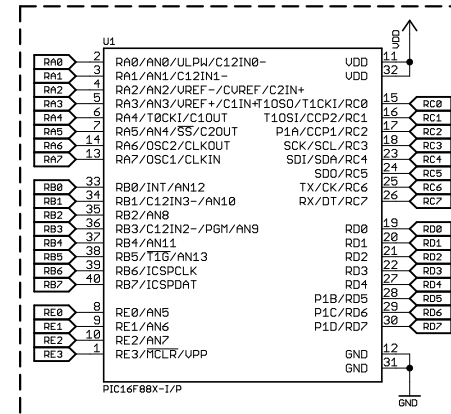 U1
VDD
RA0 2 RA0/AN0/ULPW/C12IN0- VDD 11
RA1 3 RA1/AN1/C12IN1- VDD 32
RA2 4 RA2/AN2/VREF-/CVREF/C2IN+
RA3 5 RA3/AN3/VREF+/C1IN+ T1OSO/T1CKI/RC0 15 RC0
RA4 6 RA4/T0CKI/C1OUT T1OSI/CCP2/RC1 16 RC1
RA5 7 RA5/AN4/SS/C2OUT P1A/CCP1/RC2 17 RC2
RA6 14 RA6/OSC2/CLKOUT SCK/SCL/RC3 18 RC3
RA7 13 RA7/OSC1/CLKIN SDI/SDA/RC4 23 RC4
SDO/RC5 24 RC5
RB0 33 RB0/INT/AN12 TX/CK/RC6 25 RC6
RB1 34 RB1/C12IN3-/AN10 RX/DT/RC7 26 RC7
RB2 35 RB2/AN8
RB3 36 RB3/C12IN2-/PGM/AN9 RD0 19 RD0
RB4 37 RB4/AN11 RD1 20 RD1
RB5 38 RB5/T1G/AN13 RD2 21 RD2
RB6 39 RB6/ICSPCLK RD3 22 RD3
RB7 40 RB7/ICSPDAT RD4 27 RD4
P1B/RD5 28 RD5
RE0 8 RE0/AN5 P1C/RD6 29 RD6
RE1 9 RE1/AN6 P1D/RD7 30 RD7
RE2 10 RE2/AN7
RE3 1 RE3/MCLR/VPP GND 12
GND 31
PIC16F88X-I/P
GND